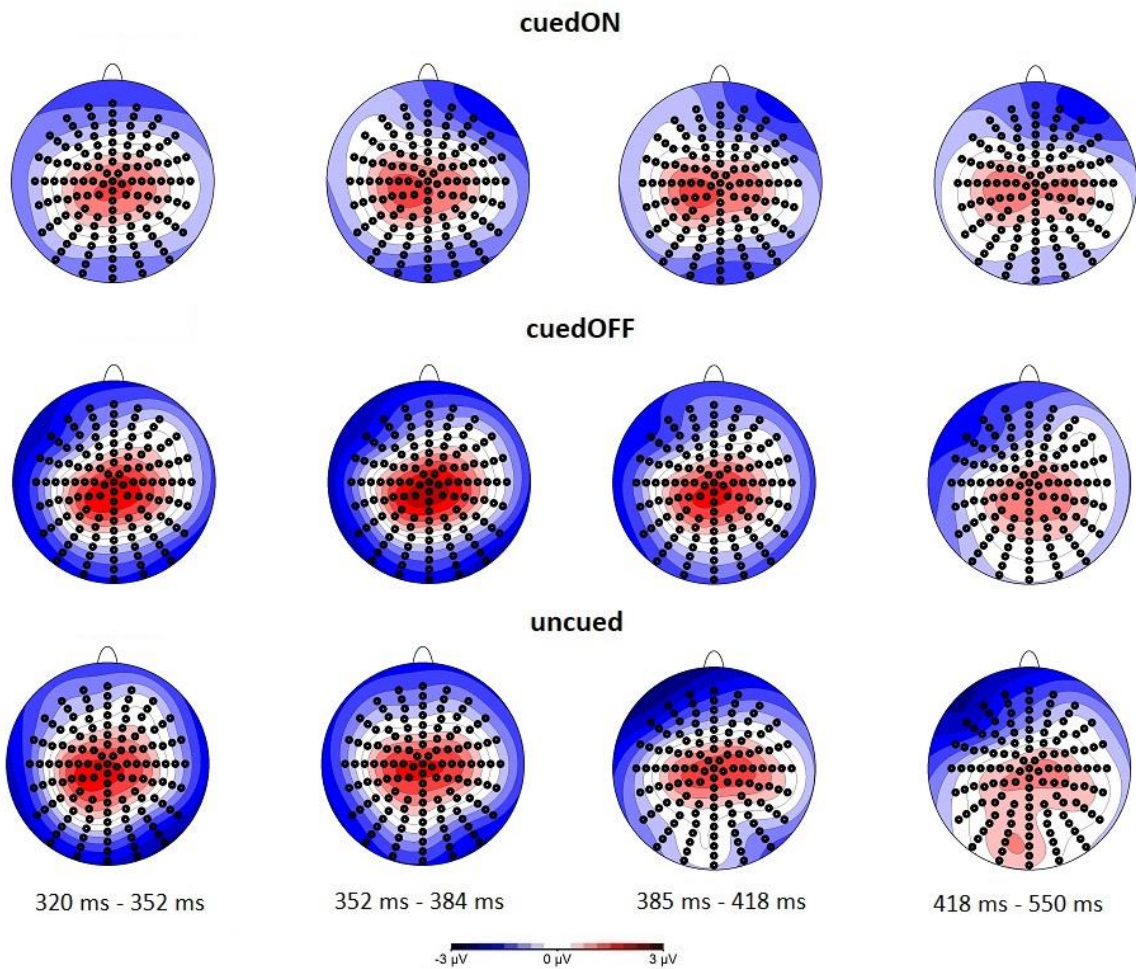 cuedON
cuedOFF
uncued
320 ms - 352 ms
352 ms - 384 ms
385 ms - 418 ms
418 ms - 550 ms
-3 µV 0 µV 3 µV